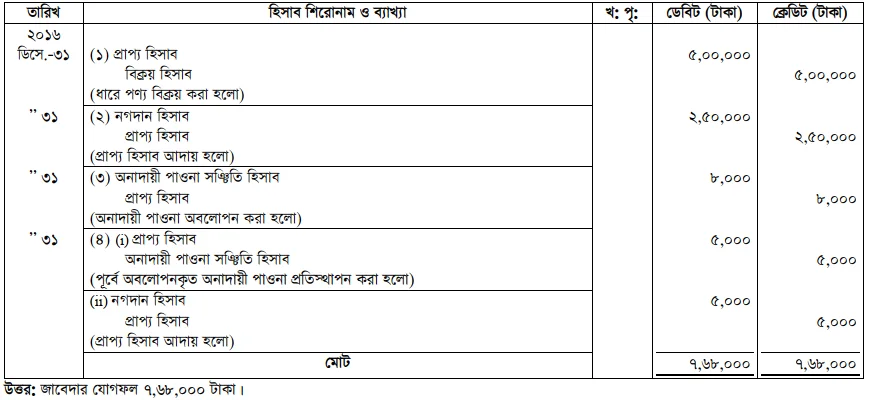 তারিখ হিসাব শিরোনাম ও ব্যাখ্যা খ: পৃ: ডেবিট (টাকা) ক্রেডিট (টাকা)
২০১৬
ডিসে.-৩১ (১) প্রাপ্য হিসাব ৫,০০,০০০
বিক্রয় হিসাব ৫,০০,০০০
(ধারে পণ্য বিক্রয় করা হলো)
” ৩১ (২) নগদান হিসাব ২,৫০,০০০
প্রাপ্য হিসাব ২,৫০,০০০
(প্রাপ্য হিসাব আদায় হলো)
” ৩১ (৩) অনাদায়ী পাওনা সঞ্চিতি হিসাব ৮,০০০
প্রাপ্য হিসাব ৮,০০০
(অনাদায়ী পাওনা অবলোপন করা হলো)
” ৩১ (৪) (i) প্রাপ্য হিসাব ৫,০০০
অনাদায়ী পাওনা সঞ্চিতি হিসাব ৫,০০০
(পূর্বে অবলোপনকৃত অনাদায়ী পাওনা প্রতিস্থাপন করা হলো)
(ii) নগদান হিসাব ৫,০০০
প্রাপ্য হিসাব ৫,০০০
(প্রাপ্য হিসাব আদায় হলো)
মোট ৭,৬৮,০০০ ৭,৬৮,০০০
উত্তর: জাবেদার যোগফল ৭,৬৮,০০০ টাকা।